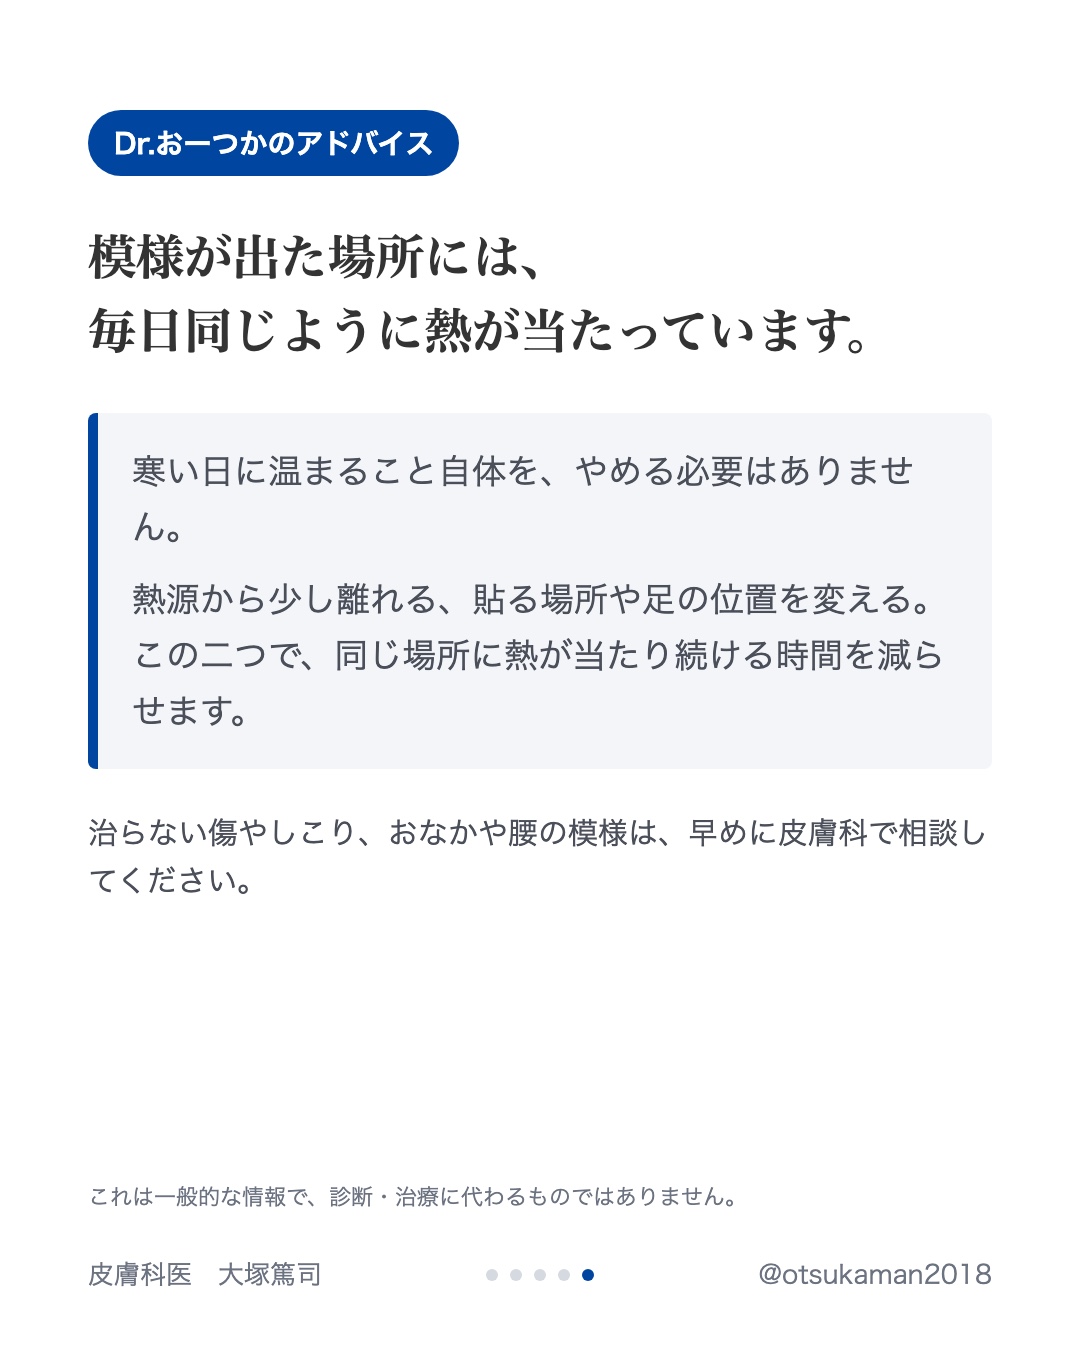 Dr.おーつかのアドバイス
模様が出た場所には、
毎日同じように熱が当たっています。
寒い日に温まること自体を、やめる必要はありませ
ん。
熱源から少し離れる、貼る場所や足の位置を変える。
この二つで、同じ場所に熱が当たり続ける時間を減ら
せます。
治らない傷やしこり、おなかや腰の模様は、早めに皮膚科で相談し
てください。
これは一般的な情報で、診断・治療に代わるものではありません。
皮膚科医　大塚篤司
@otsukaman2018